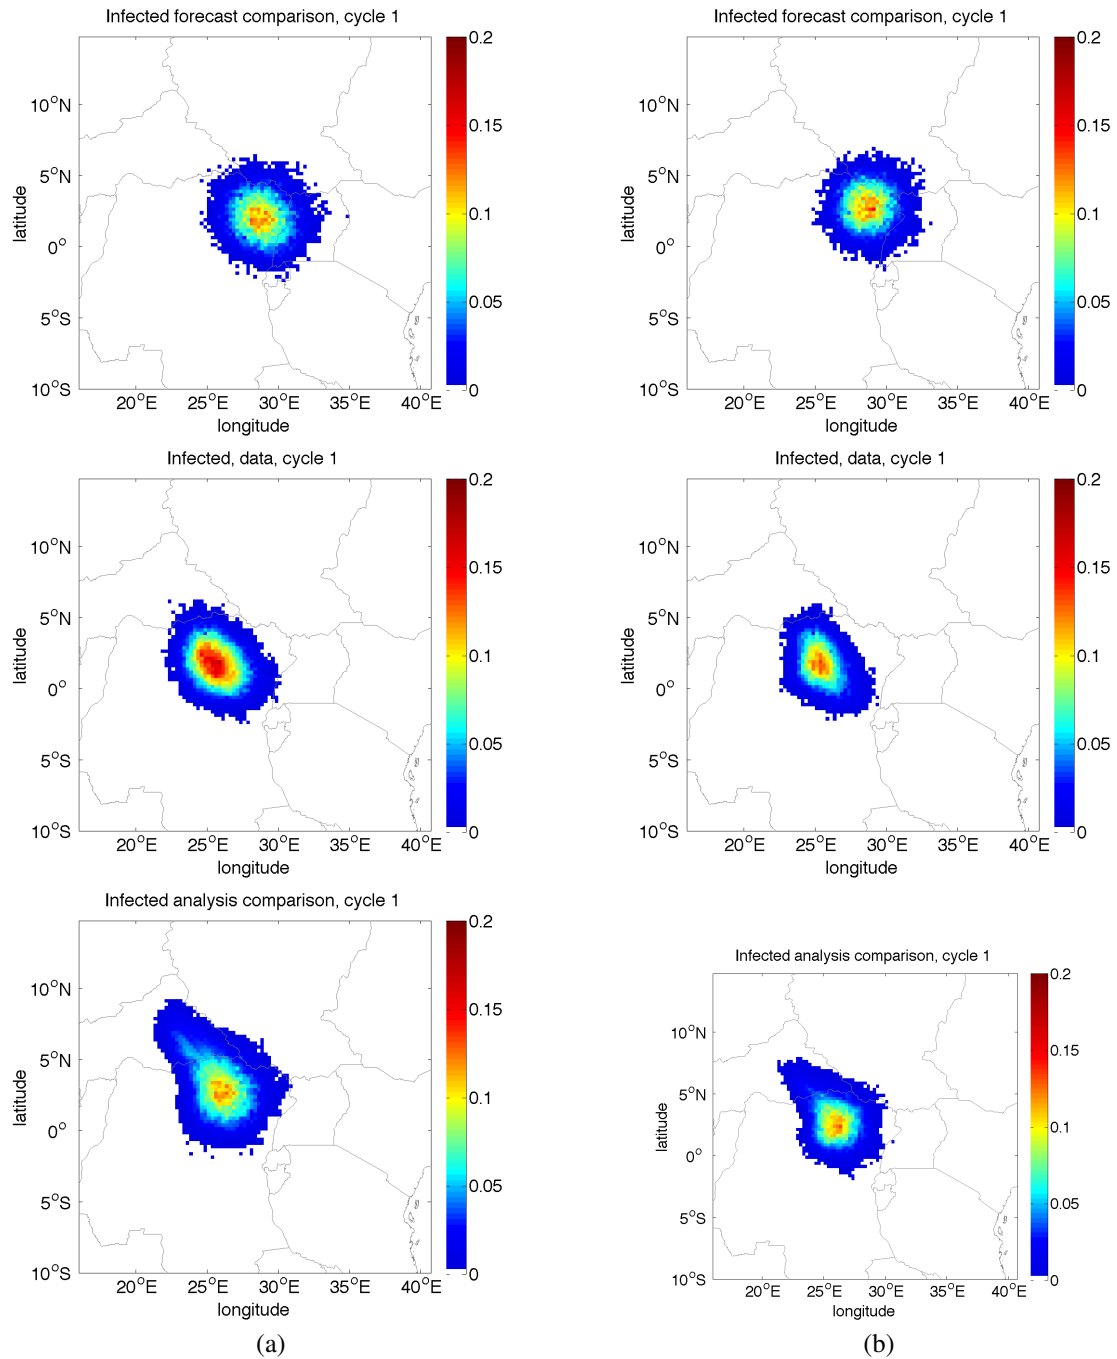 Infected forecast comparison, cycle 1
0.2
0.15
0.1
0.05
0
10°N
5°N
0°
5°S
10°S
latitude
20°E 25°E 30°E 35°E 40°E
longitude
Infected forecast comparison, cycle 1
0.2
0.15
0.1
0.05
0
10°N
5°N
0°
5°S
10°S
latitude
20°E 25°E 30°E 35°E 40°E
longitude
Infected, data, cycle 1
0.2
0.15
0.1
0.05
0
10°N
5°N
0°
5°S
10°S
latitude
20°E 25°E 30°E 35°E 40°E
longitude
Infected, data, cycle 1
0.2
0.15
0.1
0.05
0
10°N
5°N
0°
5°S
10°S
latitude
20°E 25°E 30°E 35°E 40°E
longitude
Infected analysis comparison, cycle 1
0.2
0.15
0.1
0.05
0
10°N
5°N
0°
5°S
10°S
latitude
20°E 25°E 30°E 35°E 40°E
longitude
(a)
Infected analysis comparison, cycle 1
0.2
0.15
0.1
0.05
0
10°N
5°N
0°
5°S
10°S
latitude
20°E 25°E 30°E 35°E 40°E
longitude
(b)